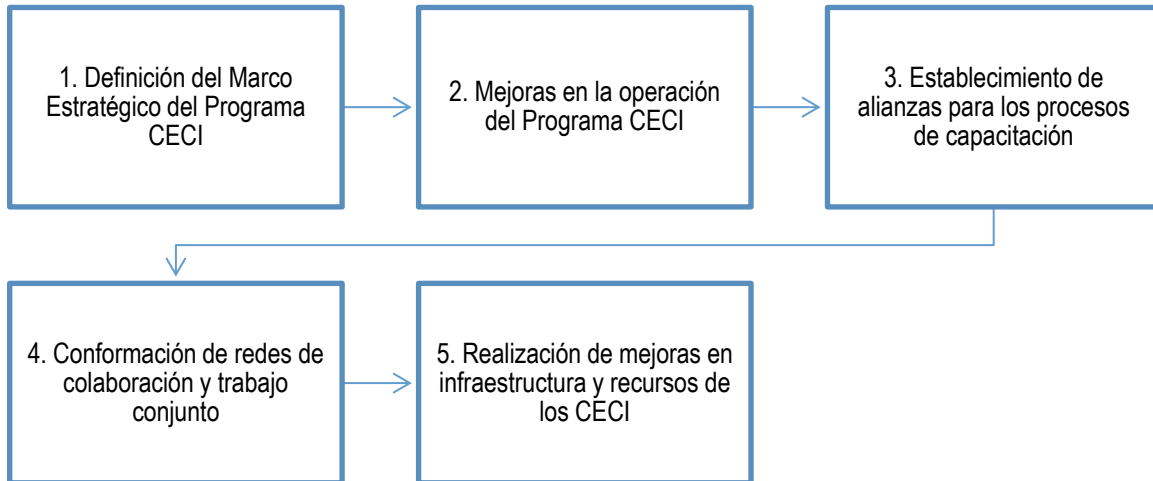 1. Definición del Marco
Estratégico del Programa
CECI
2. Mejoras en la operación
del Programa CECI
3. Establecimiento de
alianzas para los procesos
de capacitación
4. Conformación de redes de
colaboración y trabajo
conjunto
5. Realización de mejoras en
infraestructura y recursos de
los CECI